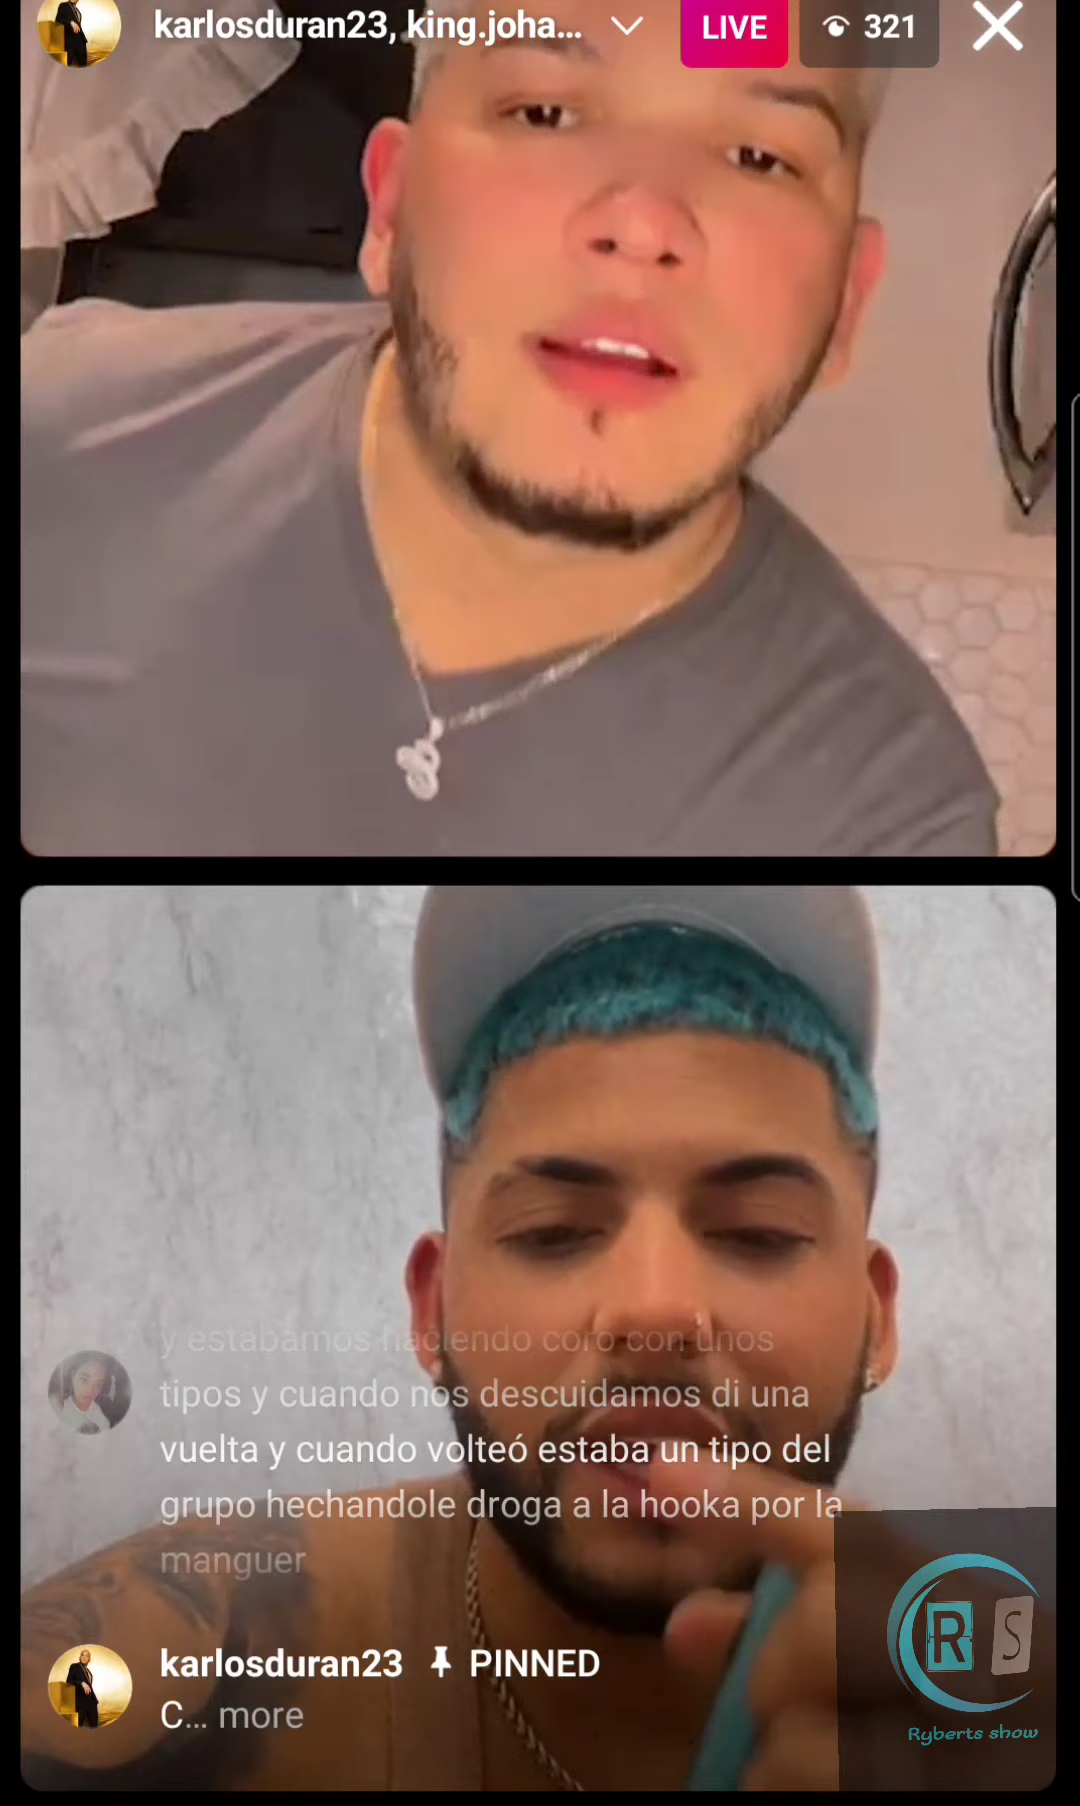 karlosduran23, king.joha...
LIVE
321
y estabamos haciendo coro con unos
tipos y cuando nos descuidamos di una
vuelta y cuando volteó estaba un tipo del
grupo hechandole droga a la hooka por la
manguer
karlosduran23 PINNED
C... more
R S
Ryberts show